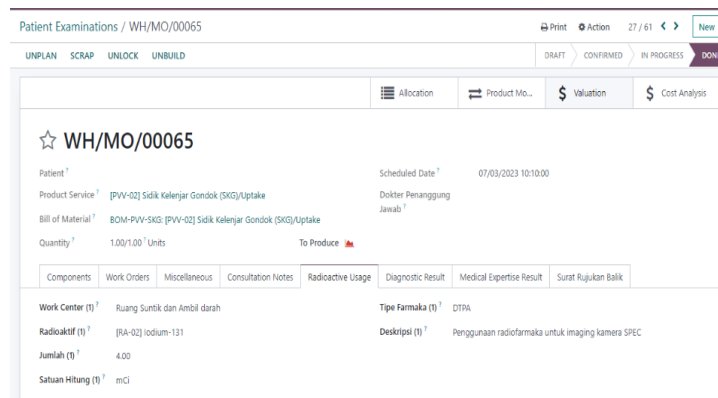 Patient Examinations / WH/MO/00065 Print Action 27 / 61 New
UNPLAN SCRAP UNLOCK UNBUILD DRAFT CONFIRMED IN PROGRESS DON
Allocation Product Mo... Valuation Cost Analysis
WH/MO/00065
Patient ? Scheduled Date ? 07/03/2023 10:10:00
Product Service ? [PVV-02] Sidik Kelenjar Gondok (SKG)/Uptake Dokter Penanggung
Jawab ?
Bill of Material ? BOM-PVV-SKG: [PVV-02] Sidik Kelenjar Gondok (SKG)/Uptake
Quantity ? 1.00/1.00 ? Units To Produce
Components Work Orders Miscellaneous Consultation Notes Radioactive Usage Diagnostic Result Medical Expertise Result Surat Rujukan Balik
Work Center (1) ? Ruang Suntik dan Ambil darah Tipe Farmaka (1) ? DTPA
Radioaktif (1) ? [RA-02] Iodium-131 Deskripsi (1) ? Penggunaan radiofarmaka untuk imaging kamera SPEC
Jumlah (1) ? 4.00
Satuan Hitung (1) ? mCi